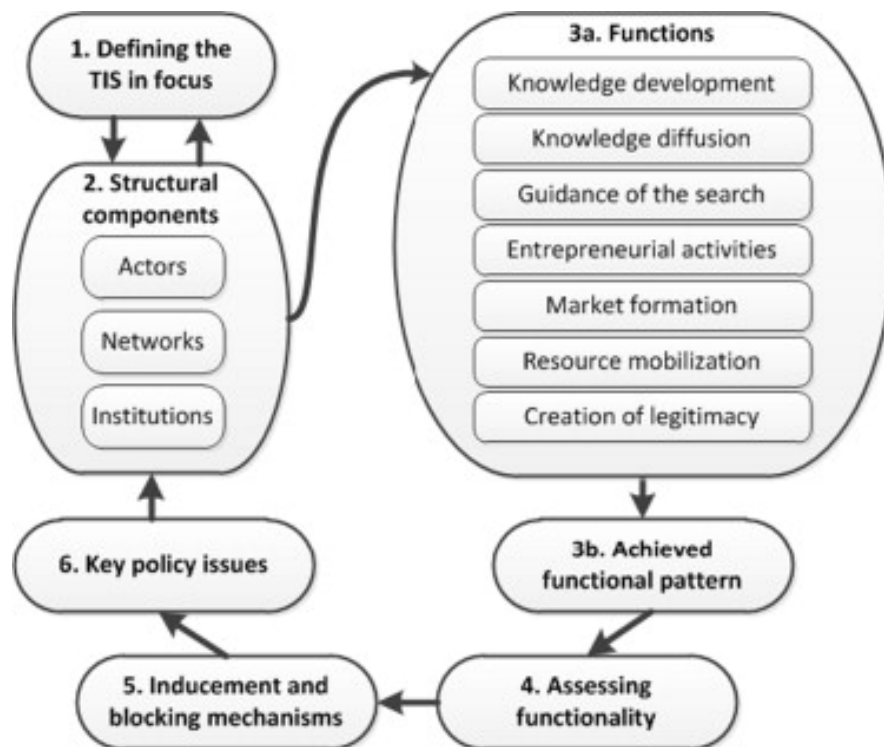 1. Defining the
TIS in focus
2. Structural
components
Actors
Networks
Institutions
3a. Functions
Knowledge development
Knowledge diffusion
Guidance of the search
Entrepreneurial activities
Market formation
Resource mobilization
Creation of legitimacy
3b. Achieved
functional pattern
4. Assessing
functionality
5. Inducement and
blocking mechanisms
6. Key policy issues